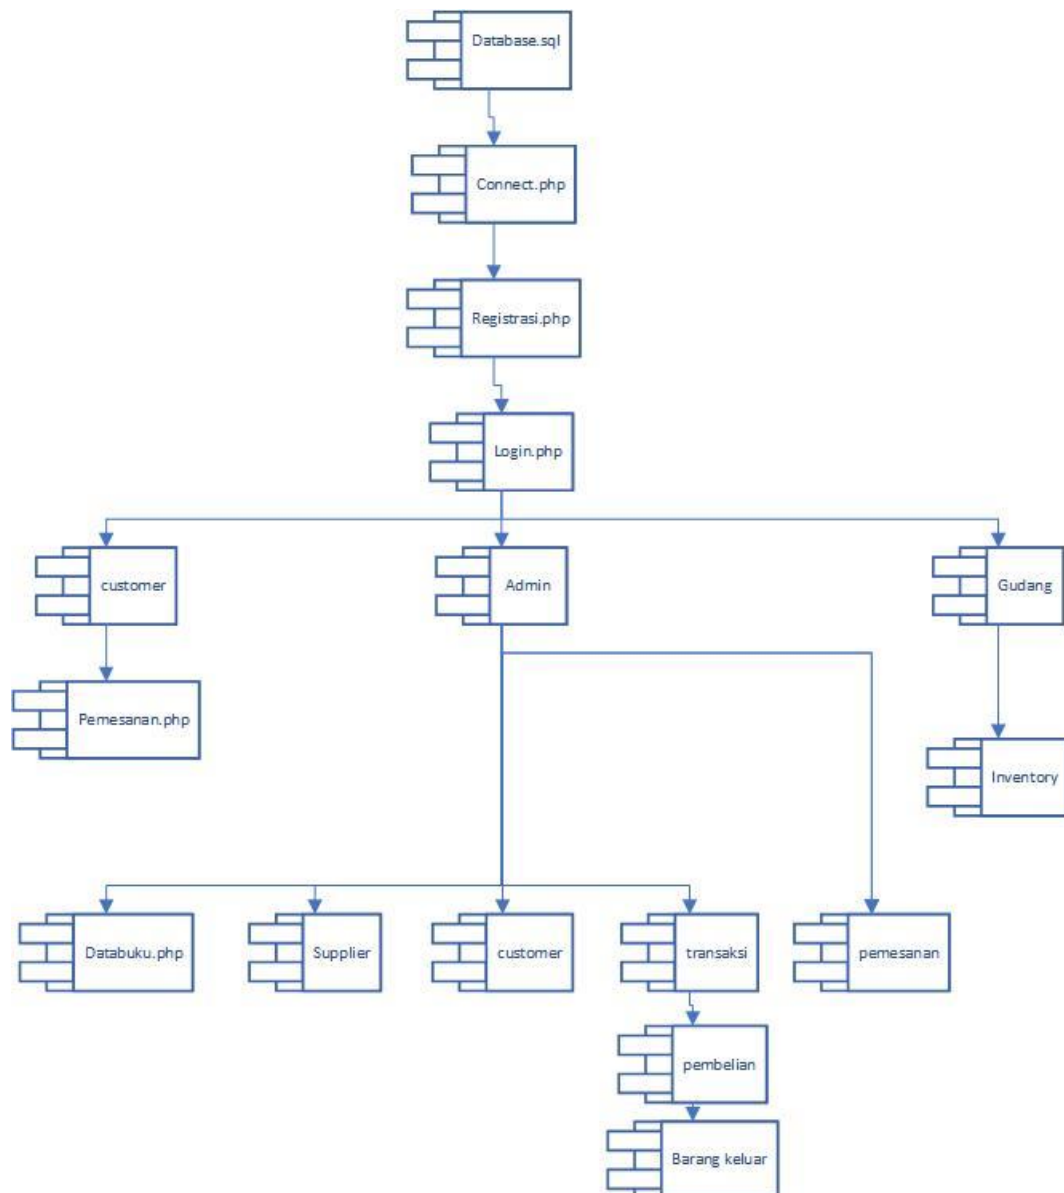 Database.sql
Connect.php
Registrasi.php
Login.php
customer
Admin
Gudang
Pemesanan.php
Inventory
Databuku.php
Supplier
customer
transaksi
pemesanan
pembelian
Barang keluar